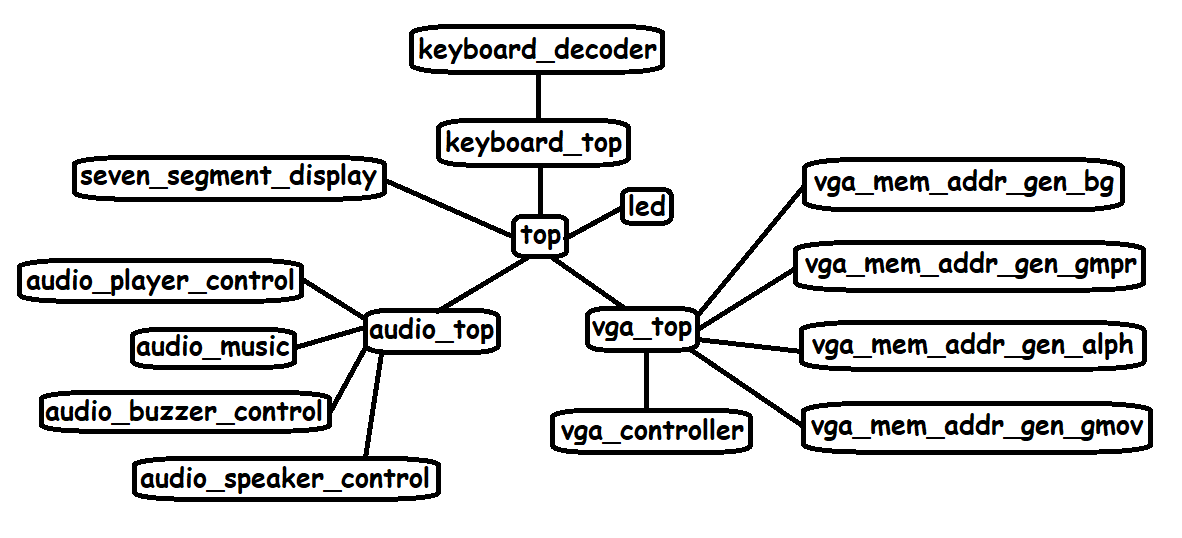 keyboard_decoder
keyboard_top
seven_segment_display
led
top
vga_mem_addr_gen_bg
vga_mem_addr_gen_gmpr
vga_mem_addr_gen_alph
vga_mem_addr_gen_gmov
audio_player_control
audio_music
audio_buzzer_control
audio_speaker_control
audio_top
vga_top
vga_controller